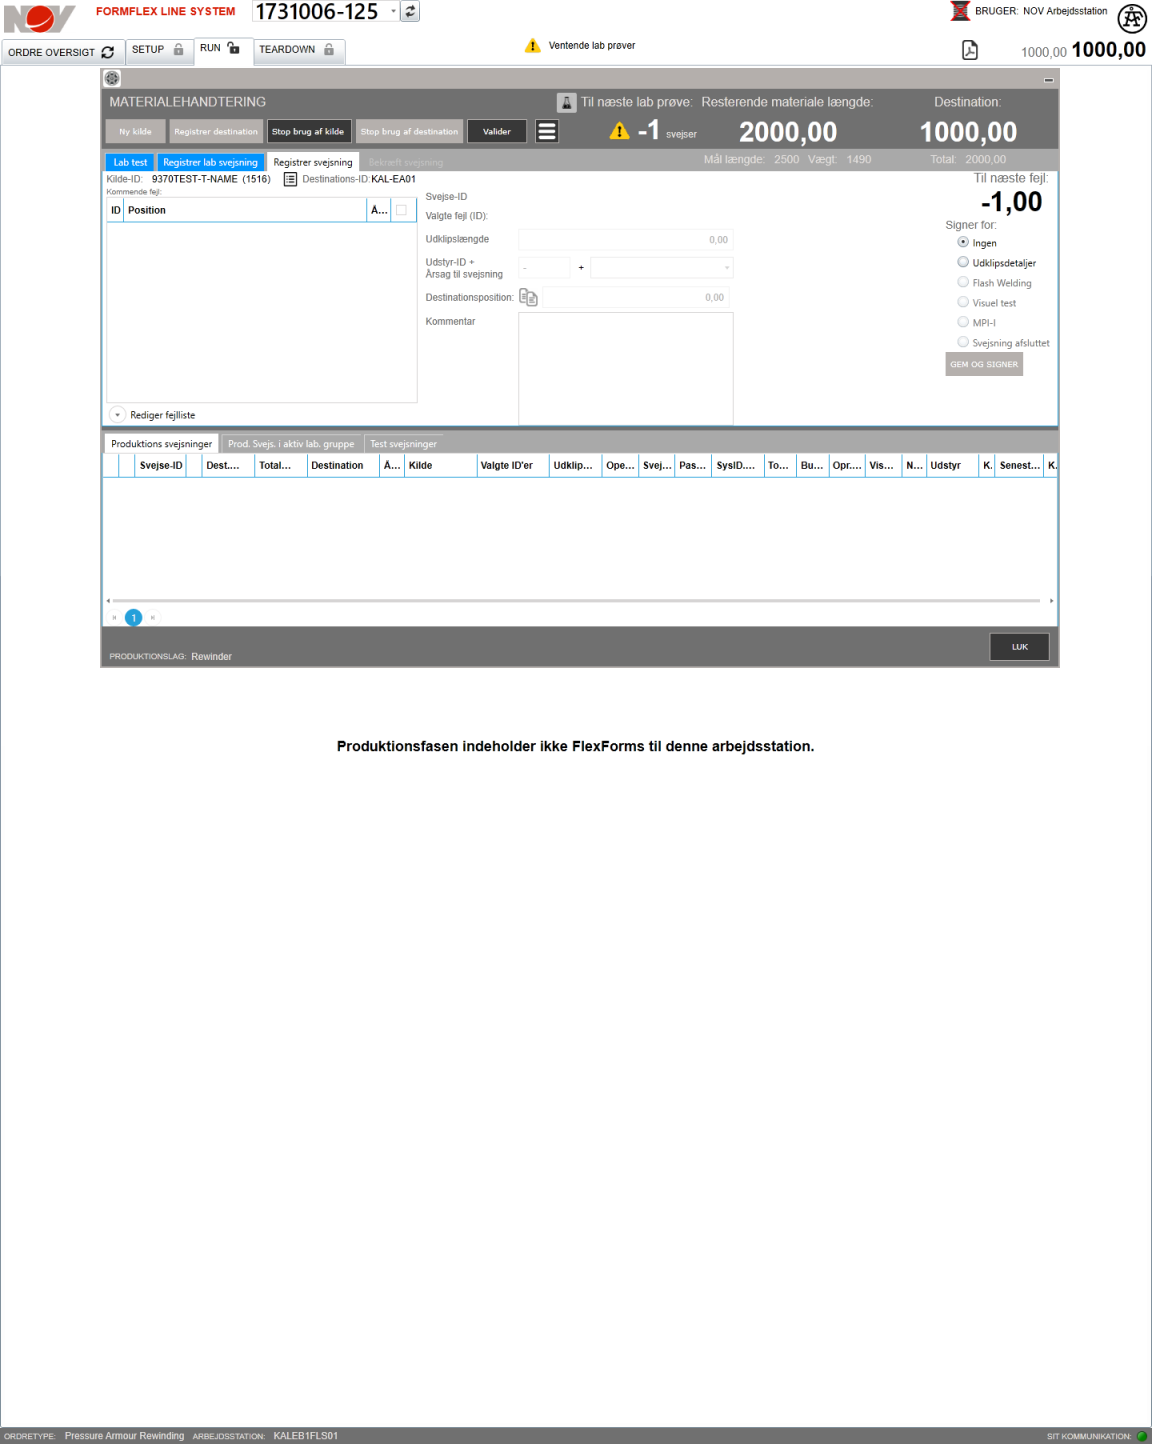 NOV FORMFLEX LINE SYSTEM 1731006-125 BRUGER: NOV Arbejdsstation
ORDRE OVERSIGT SETUP RUN TEARDOWN Ventende lab prøver 1000,00 1000,00
MATERIALEHANDTERING Til næste lab prøve: Resterende materiale længde: Destination:
Ny kilde Registrer destination Stop brug af kilde Stop brug af destination Valider -1 svejser 2000,00 1000,00
Lab test Registrer lab svejsning Registrer svejsning Bekræft svejsning Mål længde: 2500 Vægt: 1490 Total: 2000,00
Kilde-ID: 9370TEST-T-NAME (1516) Destinations-ID: KAL-EA01 Til næste fejl:
Kommende fejl:
ID Position Å... Svejse-ID -1,00
Valgte fejl (ID): Signer for:
Udklipslængde 0,00 Ingen
Udstyr-ID + Årsag til svejsning - + Udklipsdetaljer
Flash Welding
Destinationsposition: 0,00 Visuel test
Kommentar MPI-I
Svejsning afsluttet
GEM OG SIGNER
Rediger fejlliste
Produktions svejsninger Prod. Svejs. i aktiv lab. gruppe Test svejsninger
Svejse-ID Dest.... Total... Destination Å... Kilde Valgte ID'er Udklip... Ope... Svej... Pas... SysID.... To... Bu... Opr.... Vis... N... Udstyr K. Senest... K.
1
PRODUKTIONSLAG: Rewinder LUK
Produktionsfasen indeholder ikke FlexForms til denne arbejdsstation.
ORDRETYPE: Pressure Armour Rewinding ARBEJDSSTATION: KALEB1FLS01 SIT KOMMUNIKATION: